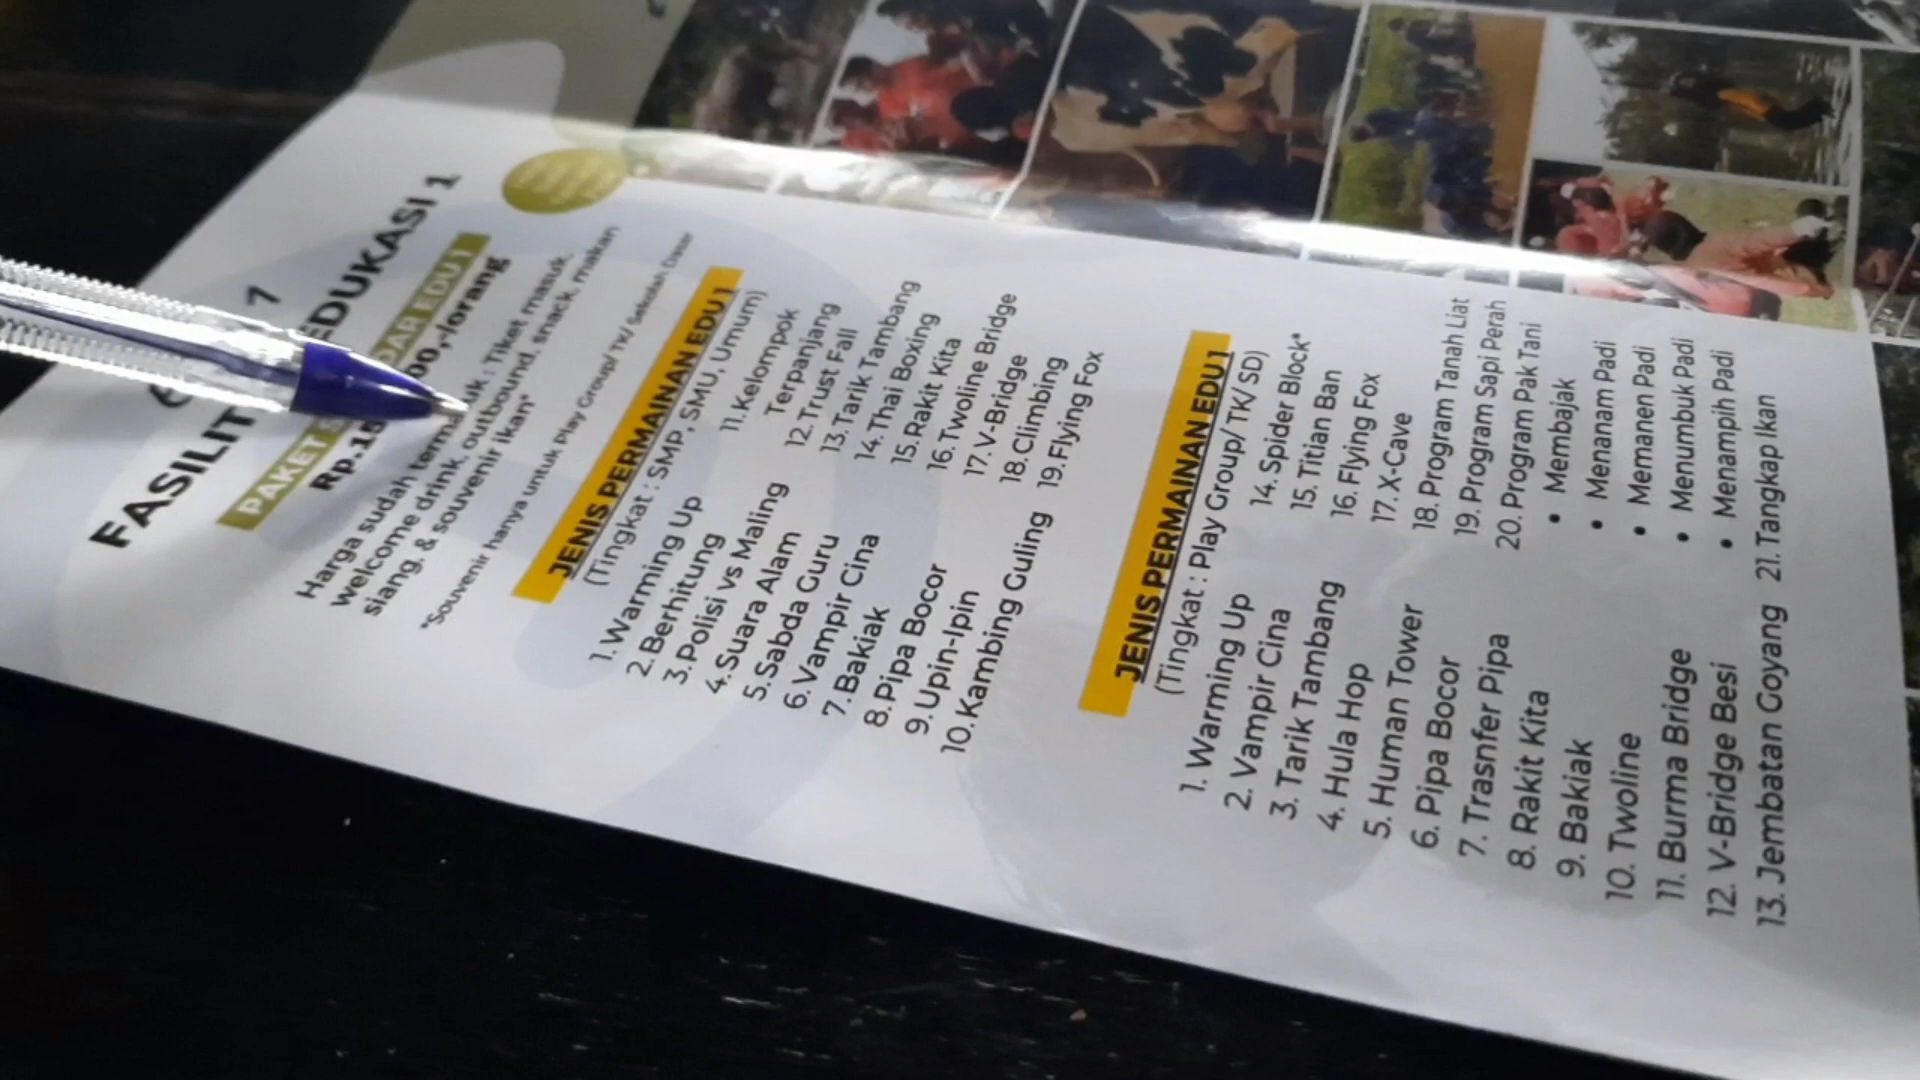 FASILIT EDUKASI 1
PAKET S DAR EDU 1
Rp.15 00,-/orang
Harga sudah termasuk : Tiket masuk,
welcome drink, outbound, snack, makan
siang, & souvenir ikan*
*Souvenir hanya untuk Play Group/ TK/ Sekolah Dasar
JENIS PERMAINAN EDU 1
(Tingkat : SMP, SMU, Umum)
1. Warming Up
2. Berhitung
3. Polisi vs Maling
4. Suara Alam
5. Sabda Guru
6. Vampir Cina
7. Bakiak
8. Pipa Bocor
9. Upin-Ipin
10. Kambing Guling
11. Kelompok
Terpanjang
12. Trust Fall
13. Tarik Tambang
14. Thai Boxing
15. Rakit Kita
16. Twoline Bridge
17. V-Bridge
18. Climbing
19. Flying Fox
JENIS PERMAINAN EDU 1
(Tingkat : Play Group/ TK/ SD)
1. Warming Up
2. Vampir Cina
3. Tarik Tambang
4. Hula Hop
5. Human Tower
6. Pipa Bocor
7. Trasnfer Pipa
8. Rakit Kita
9. Bakiak
10. Twoline
11. Burma Bridge
12. V-Bridge Besi
13. Jembatan Goyang
14. Spider Block*
15. Titian Ban
16. Flying Fox
17. X-Cave
18. Program Tanah Liat
19. Program Sapi Perah
20. Program Pak Tani
• Membajak
• Menanam Padi
• Memanen Padi
• Menumbuk Padi
• Menampih Padi
21. Tangkap Ikan